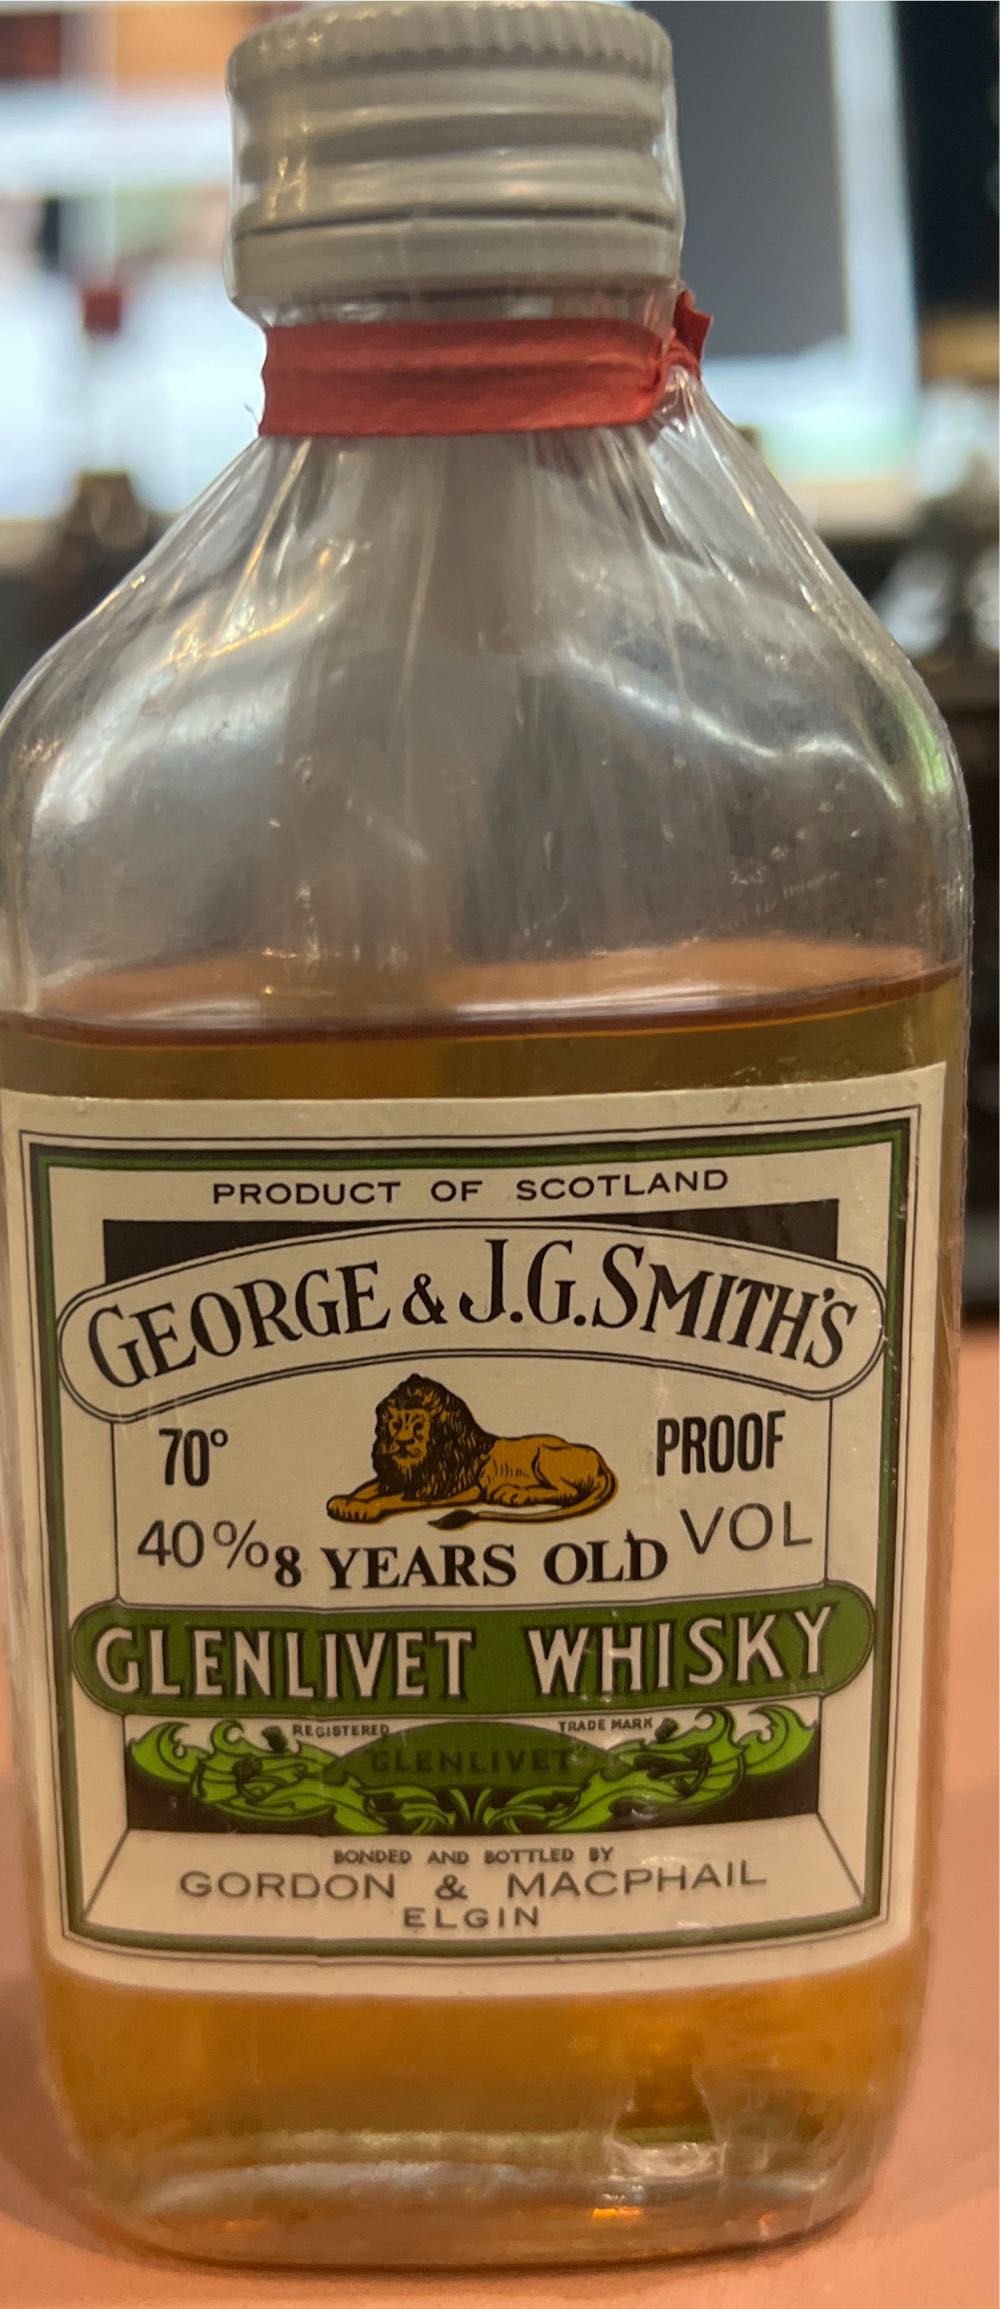 PRODUCT OF SCOTLAND
GEORGE & J.G. SMITH'S
70° PROOF
40% VOL
8 YEARS OLD
GLENLIVET WHISKY
REGISTERED TRADE MARK
GLENLIVET
BONDED AND BOTTLED BY
GORDON & MACPHAIL
ELGIN